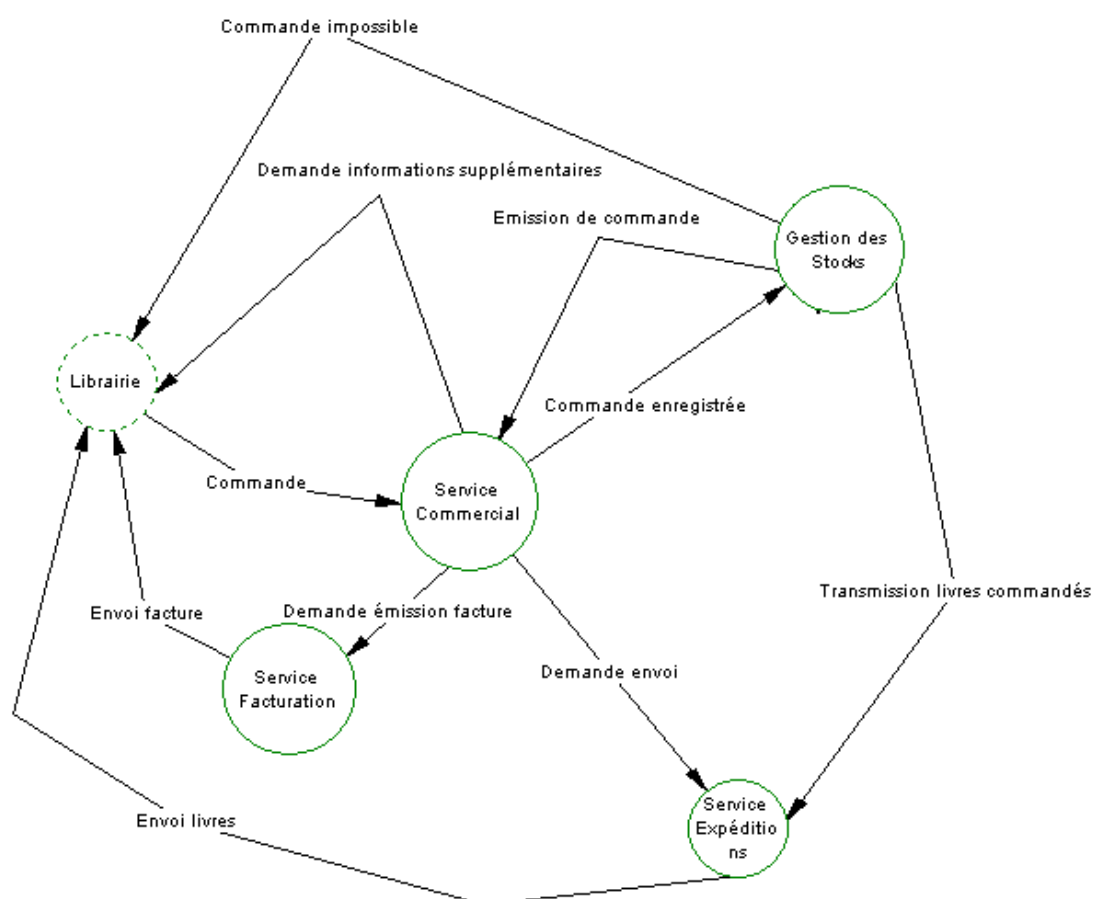 Commande impossible
Demande informations supplémentaires
Emission de commande
Gestion des
Stocks
Librairie
Commande enregistrée
Commande
Service
Commercial
Transmission livres commandés
Envoi facture
Demande émission facture
Demande envoi
Service
Facturation
Envoi livres
Service
Expéditio
ns